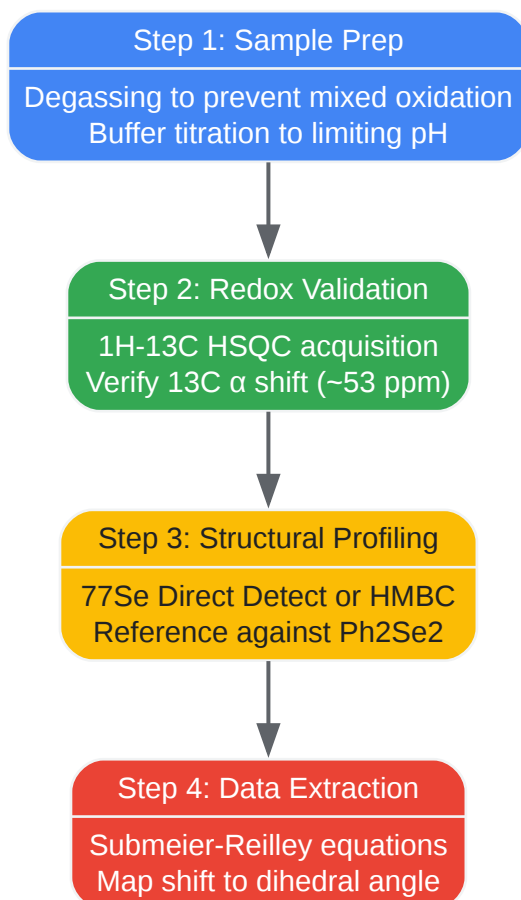 Step 1: Sample Prep
Degassing to prevent mixed oxidation
Buffer titration to limiting pH
Step 2: Redox Validation
1H-13C HSQC acquisition
Verify 13C α shift (~53 ppm)
Step 3: Structural Profiling
77Se Direct Detect or HMBC
Reference against Ph2Se2
Step 4: Data Extraction
Submeier-Reilley equations
Map shift to dihedral angle